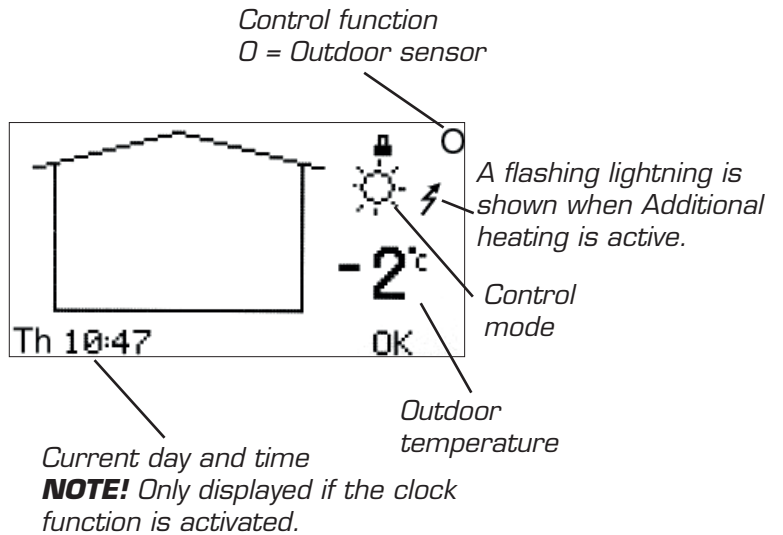 Control function
O = Outdoor sensor
O
A flashing lightning is
shown when Additional
heating is active.
-2°C
Control
mode
Th 10:47
OK
Outdoor
temperature
Current day and time
NOTE! Only displayed if the clock
function is activated.